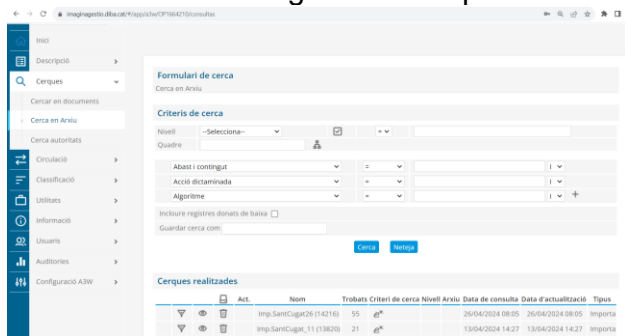 imaginagestio.diba.cat/#/app/a3w/OP1664210/consultas
Inici
Descripció
Cerques
Cercar en documents
Cerca en Arxiu
Cerca autoritats
Circulació
Classificació
Utilitats
Informació
Usuaris
Auditories
Configuració A3W
Formulari de cerca
Cerca en Arxiu
Criteris de cerca
Nivell --Selecciona-- =
Quadre
Abast i contingut = I
Acció dictaminada = I
Algoritme = I +
Incloure registres donats de baixa
Guardar cerca com
Cerca Neteja
Cerques realitzades
Act. Nom Trobats Criteri de cerca Nivell Arxiu Data de consulta Data d'actualització Tipus
Imp.SantCugat26 (14216) 55 26/04/2024 08:05 26/04/2024 08:05 Importa
Imp.SantCugat_11 (13820) 21 13/04/2024 14:27 13/04/2024 14:27 Importa